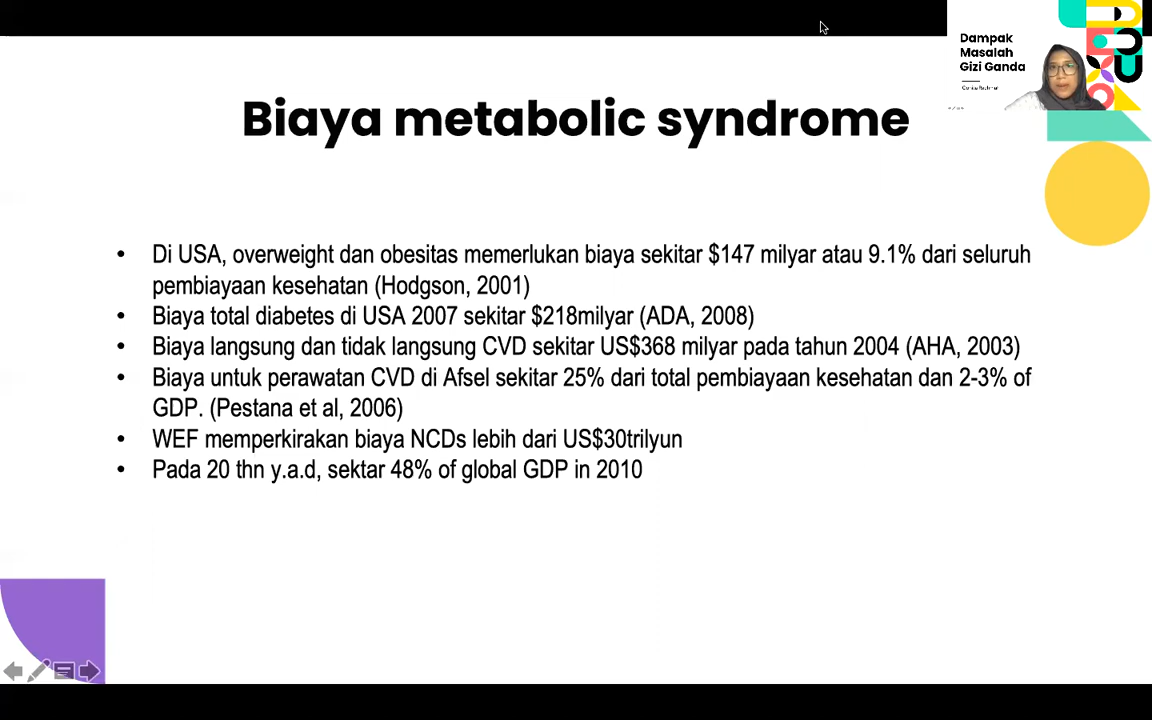 Dampak
Masalah
Gizi Ganda
Biaya metabolic syndrome
• Di USA, overweight dan obesitas memerlukan biaya sekitar $147 milyar atau 9.1% dari seluruh
pembiayaan kesehatan (Hodgson, 2001)
• Biaya total diabetes di USA 2007 sekitar $218milyar (ADA, 2008)
• Biaya langsung dan tidak langsung CVD sekitar US$368 milyar pada tahun 2004 (AHA, 2003)
• Biaya untuk perawatan CVD di Afsel sekitar 25% dari total pembiayaan kesehatan dan 2-3% of
GDP. (Pestana et al, 2006)
• WEF memperkirakan biaya NCDs lebih dari US$30trilyun
• Pada 20 thn y.a.d, sektar 48% of global GDP in 2010